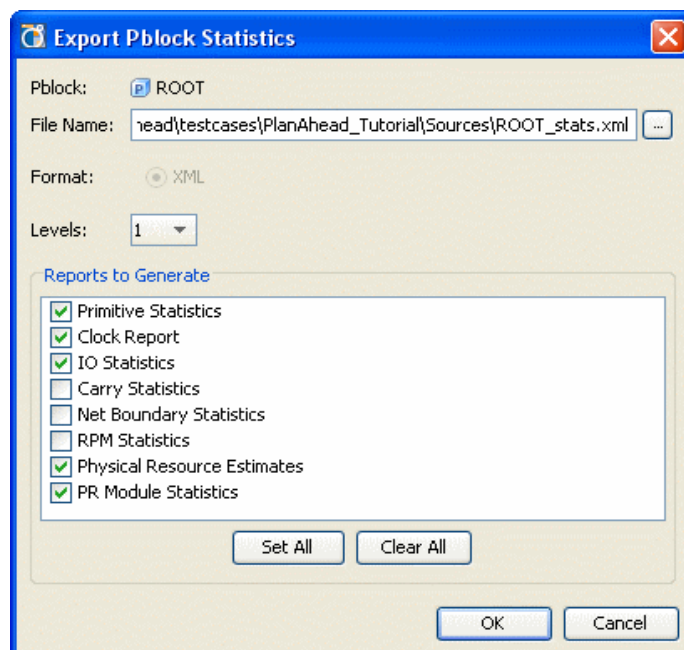 Export Pblock Statistics
Pblock: ROOT
File Name: head\testcases\PlanAhead_Tutorial\Sources\ROOT_stats.xml ...
Format: XML
Levels: 1
Reports to Generate
Primitive Statistics
Clock Report
IO Statistics
Carry Statistics
Net Boundary Statistics
RPM Statistics
Physical Resource Estimates
PR Module Statistics
Set All Clear All
OK Cancel